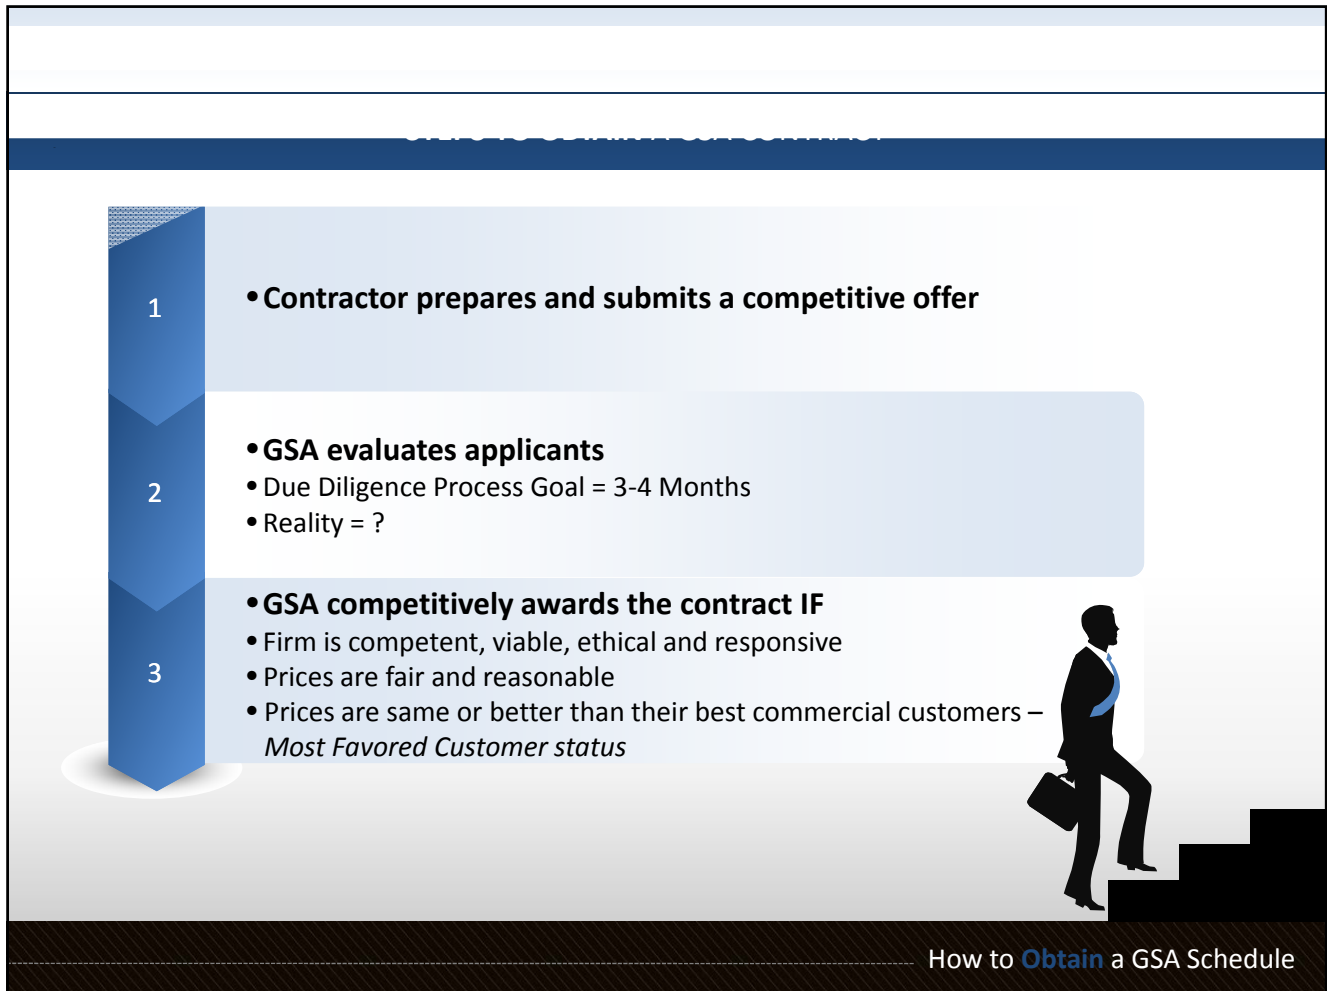 1
• Contractor prepares and submits a competitive offer
2
• GSA evaluates applicants
• Due Diligence Process Goal = 3-4 Months
• Reality = ?
3
• GSA competitively awards the contract IF
• Firm is competent, viable, ethical and responsive
• Prices are fair and reasonable
• Prices are same or better than their best commercial customers –
Most Favored Customer status
How to Obtain a GSA Schedule